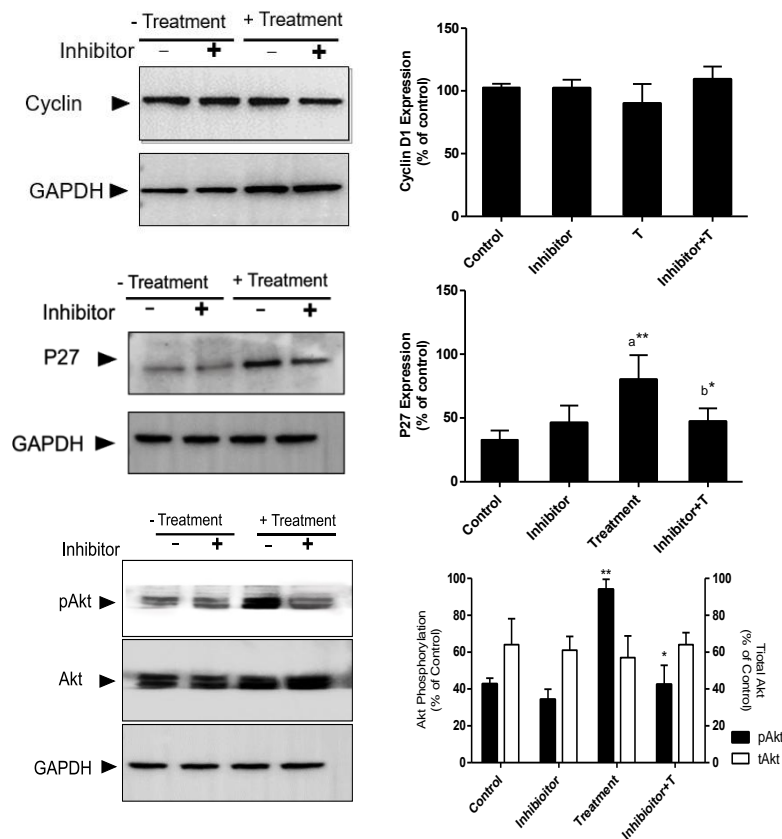 - Treatment + Treatment
Inhibitor − + − +
Cyclin
GAPDH
Cyclin D1 Expression
(% of control)
150
100
50
0
Control
Inhibitor
T
Inhibitor+T
- Treatment + Treatment
Inhibitor − + − +
P27
GAPDH
P27 Expression
(% of control)
150
100
50
0
a**
b*
Control
Inhibitor
Treatment
Inhibitor+T
- Treatment + Treatment
Inhibitor − + − +
pAkt
Akt
GAPDH
Akt Phosphorylation
(% of Control)
100
80
60
40
20
0
**
*
100
80
60
40
20
0
Tiotal Akt
(% of Control)
pAkt
tAkt
Control
Inhibioitor
Treatment
Inhibioitor+T